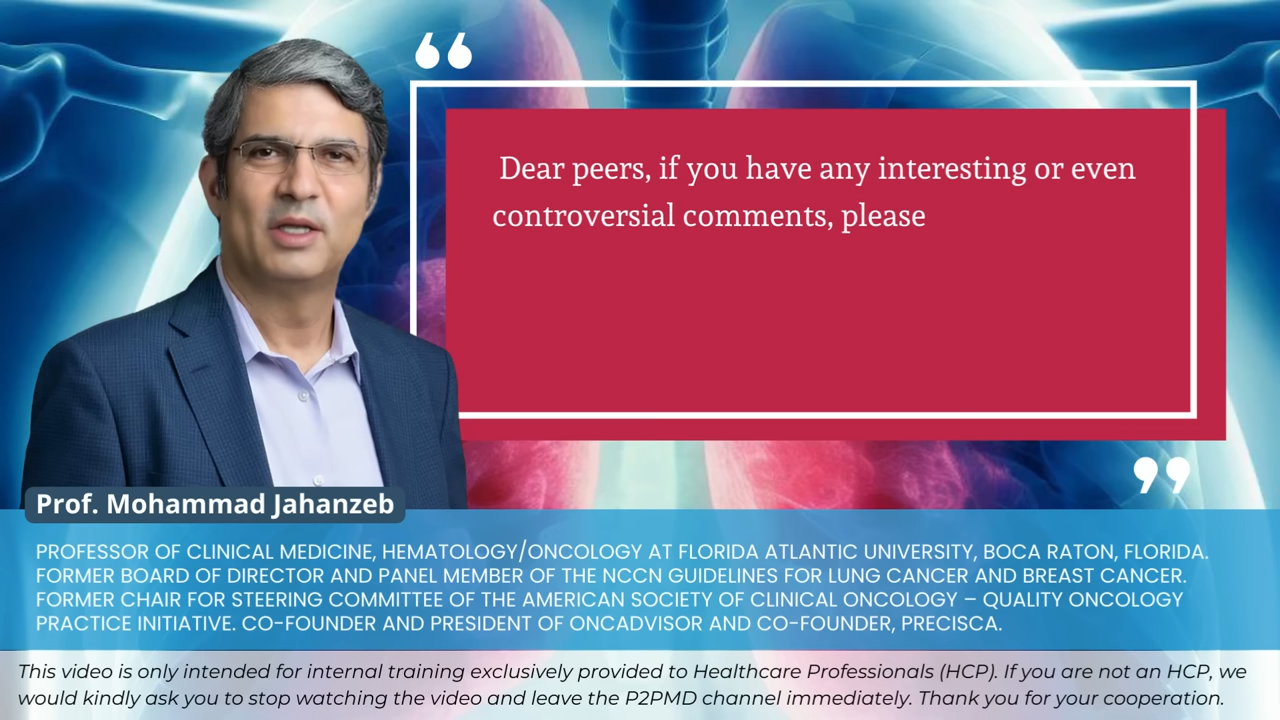 “
Dear peers, if you have any interesting or even
controversial comments, please
”
Prof. Mohammad Jahanzeb
PROFESSOR OF CLINICAL MEDICINE, HEMATOLOGY/ONCOLOGY AT FLORIDA ATLANTIC UNIVERSITY, BOCA RATON, FLORIDA.
FORMER BOARD OF DIRECTOR AND PANEL MEMBER OF THE NCCN GUIDELINES FOR LUNG CANCER AND BREAST CANCER.
FORMER CHAIR FOR STEERING COMMITTEE OF THE AMERICAN SOCIETY OF CLINICAL ONCOLOGY – QUALITY ONCOLOGY
PRACTICE INITIATIVE. CO-FOUNDER AND PRESIDENT OF ONCADVISOR AND CO-FOUNDER, PRECISCA.
This video is only intended for internal training exclusively provided to Healthcare Professionals (HCP). If you are not an HCP, we
would kindly ask you to stop watching the video and leave the P2PMD channel immediately. Thank you for your cooperation.